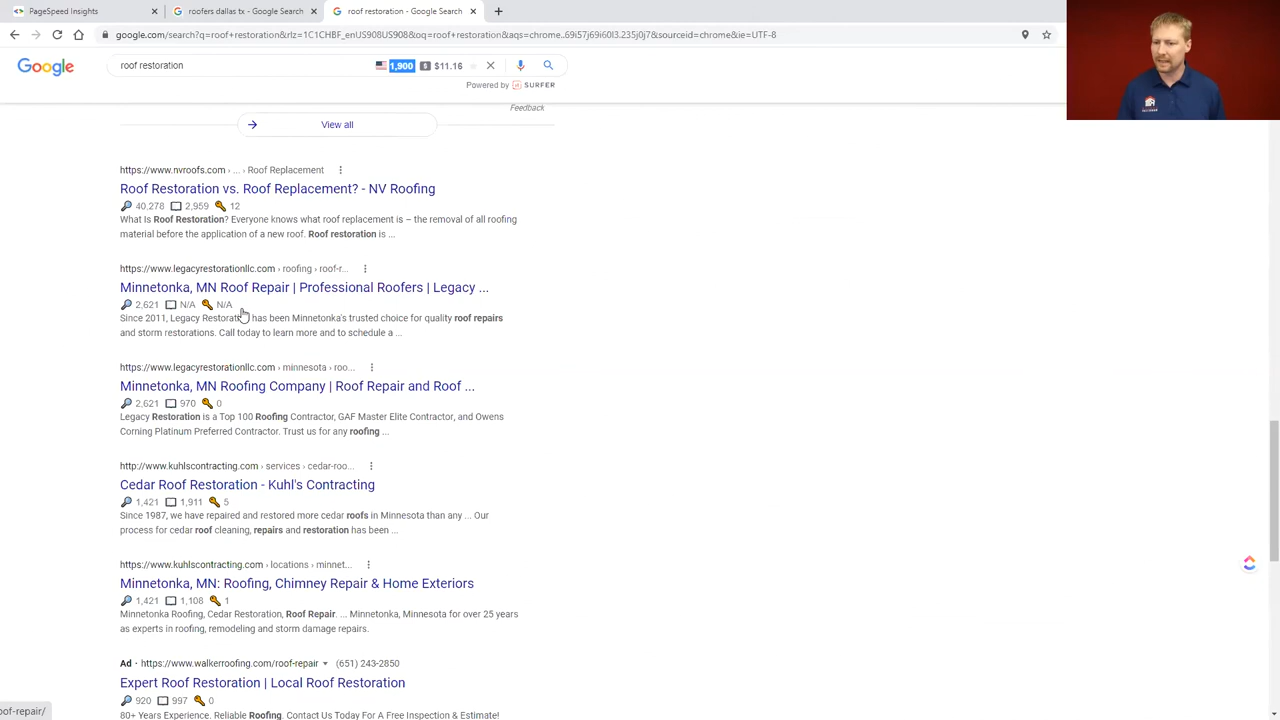 PageSpeed Insights
roofers dallas tx - Google Search
roof restoration - Google Search
google.com/search?q=roof+restoration&rlz=1C1CHBF_enUS908US908&oq=roof+restoration&aqs=chrome..69i57j69i60l3.235j0j7&sourceid=chrome&ie=UTF-8
Google
roof restoration
1,900
$11.16
Powered by SURFER
Feedback
View all
https://www.nvroofs.com › ... › Roof Replacement
Roof Restoration vs. Roof Replacement? - NV Roofing
40,278 2,959 12
What Is Roof Restoration? Everyone knows what roof replacement is – the removal of all roofing
material before the application of a new roof. Roof restoration is ...
https://www.legacyrestorationllc.com › roofing › roof-r...
Minnetonka, MN Roof Repair | Professional Roofers | Legacy ...
2,621 N/A N/A
Since 2011, Legacy Restorat has been Minnetonka's trusted choice for quality roof repairs
and storm restorations. Call today to learn more and to schedule a ...
https://www.legacyrestorationllc.com › minnesota › roo...
Minnetonka, MN Roofing Company | Roof Repair and Roof ...
2,621 970 0
Legacy Restoration is a Top 100 Roofing Contractor, GAF Master Elite Contractor, and Owens
Corning Platinum Preferred Contractor. Trust us for any roofing ...
http://www.kuhlscontracting.com › services › cedar-roo...
Cedar Roof Restoration - Kuhl's Contracting
1,421 1,911 5
Since 1987, we have repaired and restored more cedar roofs in Minnesota than any ... Our
process for cedar roof cleaning, repairs and restoration has been ...
https://www.kuhlscontracting.com › locations › minnet...
Minnetonka, MN: Roofing, Chimney Repair & Home Exteriors
1,421 1,108 1
Minnetonka Roofing, Cedar Restoration, Roof Repair. ... Minnetonka, Minnesota for over 25 years
as experts in roofing, remodeling and storm damage repairs.
Ad · https://www.walkerroofing.com/roof-repair (651) 243-2850
Expert Roof Restoration | Local Roof Restoration
920 997 0
80+ Years Experience. Reliable Roofing. Contact Us Today For A Free Inspection & Estimate!
oof-repair/